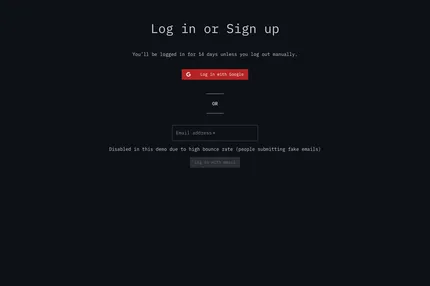 Log in or Sign up
You'll be logged in for 14 days unless you log out manually.
G Log in with Google
OR
Email address*
Disabled in this demo due to high bounce rate (people submitting fake emails)
Log in with email